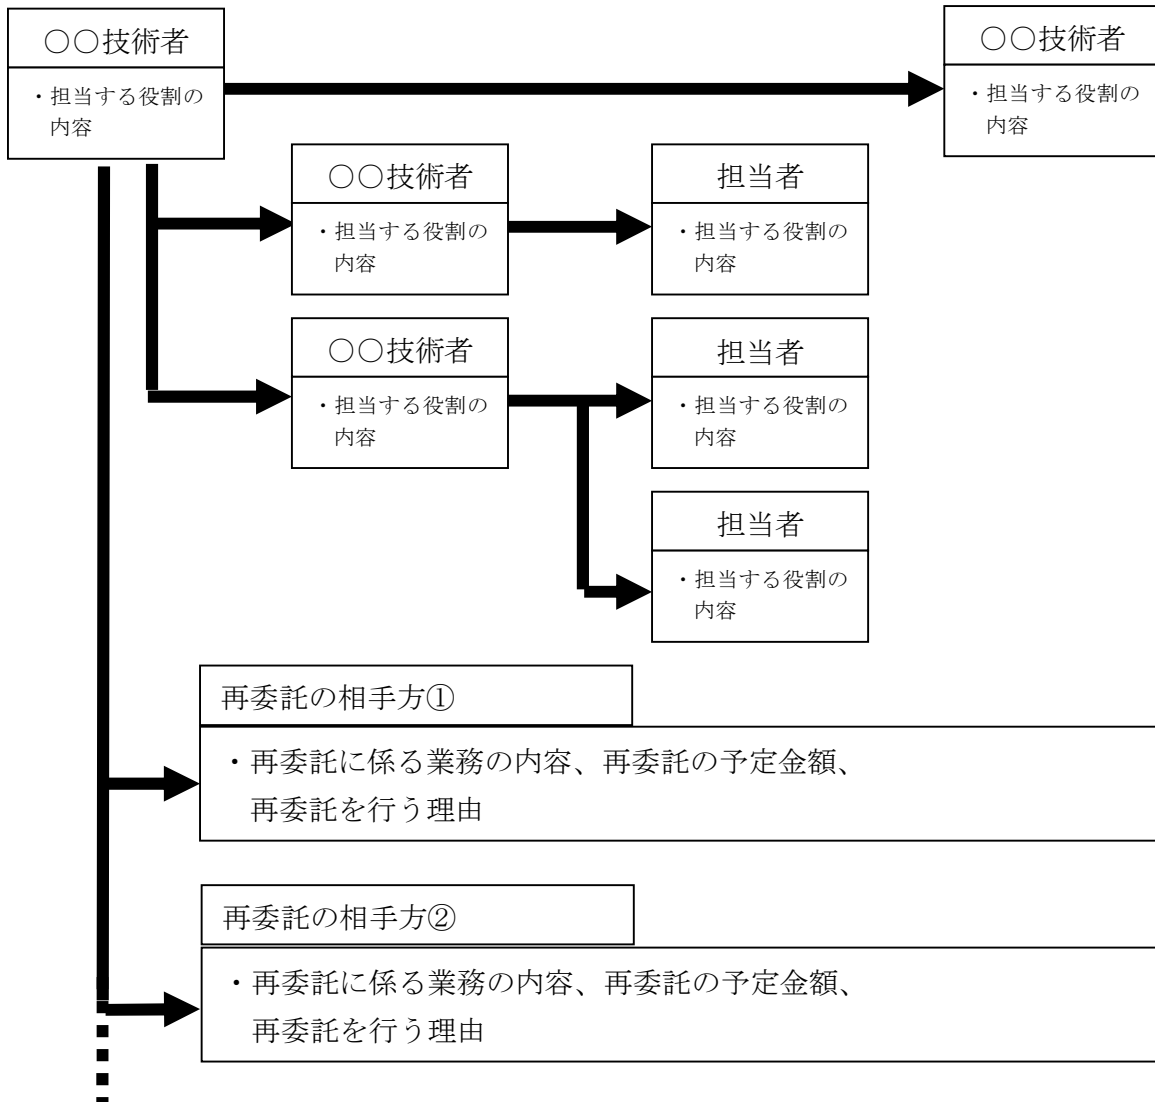 ○○技術者
・担当する役割の
内容
○○技術者
・担当する役割の
内容
○○技術者
・担当する役割の
内容
担当者
・担当する役割の
内容
○○技術者
・担当する役割の
内容
担当者
・担当する役割の
内容
担当者
・担当する役割の
内容
再委託の相手方①
・再委託に係る業務の内容、再委託の予定金額、
再委託を行う理由
再委託の相手方②
・再委託に係る業務の内容、再委託の予定金額、
再委託を行う理由